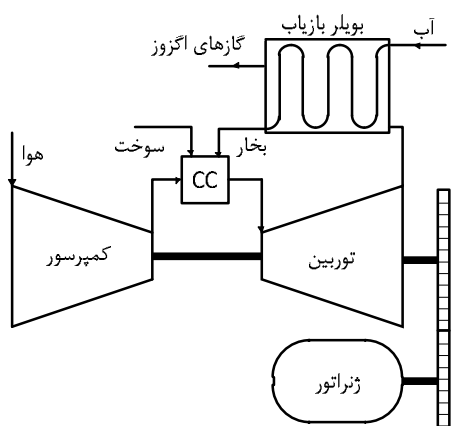 بویلر بازیاب
آب
گازهای اگزوز
هوا
سوخت
بخار
CC
کمپرسور
توربین
ژنراتور